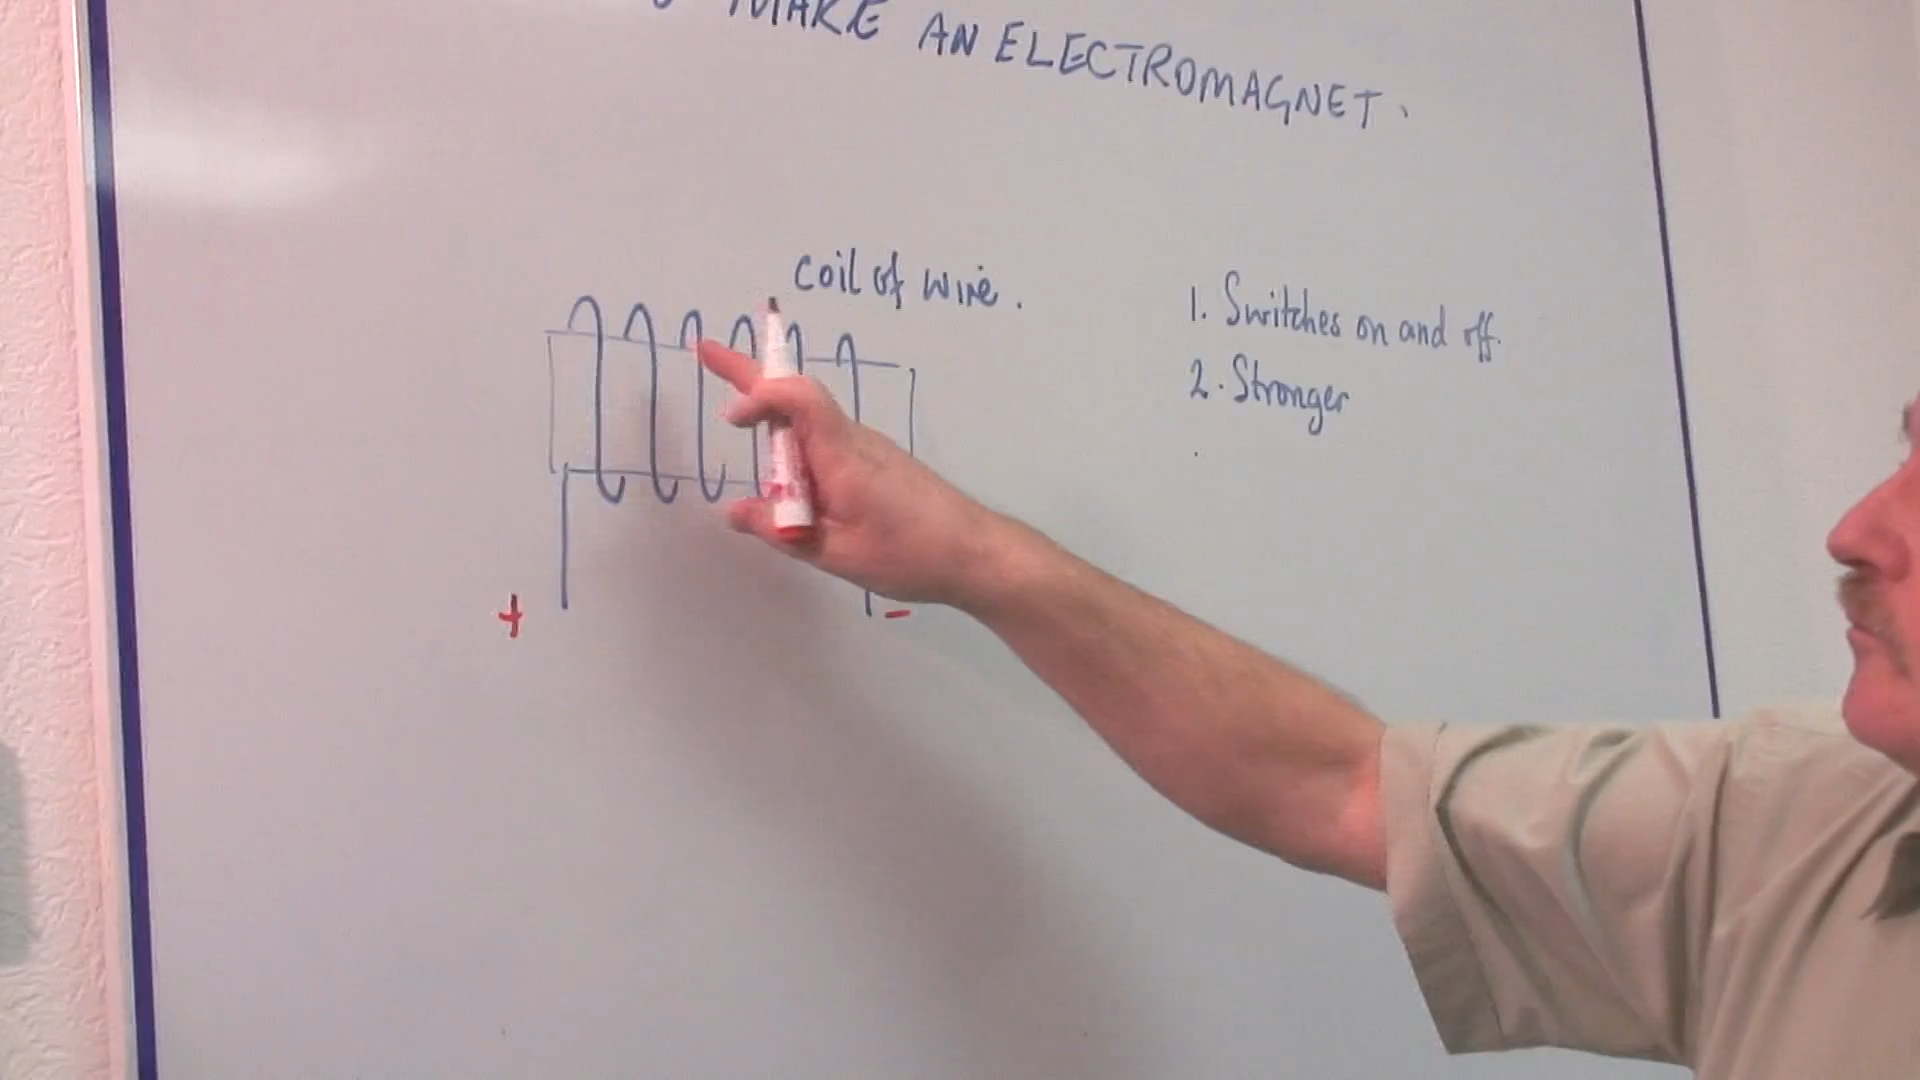 MAKE AN ELECTROMAGNET.
Coil of wire.
1. Switches on and off.
2. Stronger
+
-